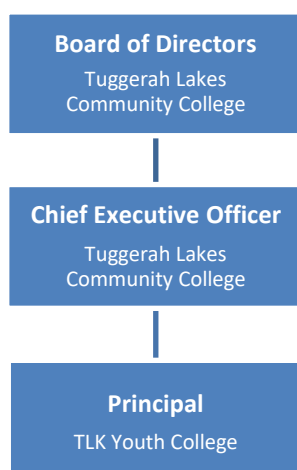 Board of Directors
Tuggerah Lakes
Community College
Chief Executive Officer
Tuggerah Lakes
Community College
Principal
TLK Youth College